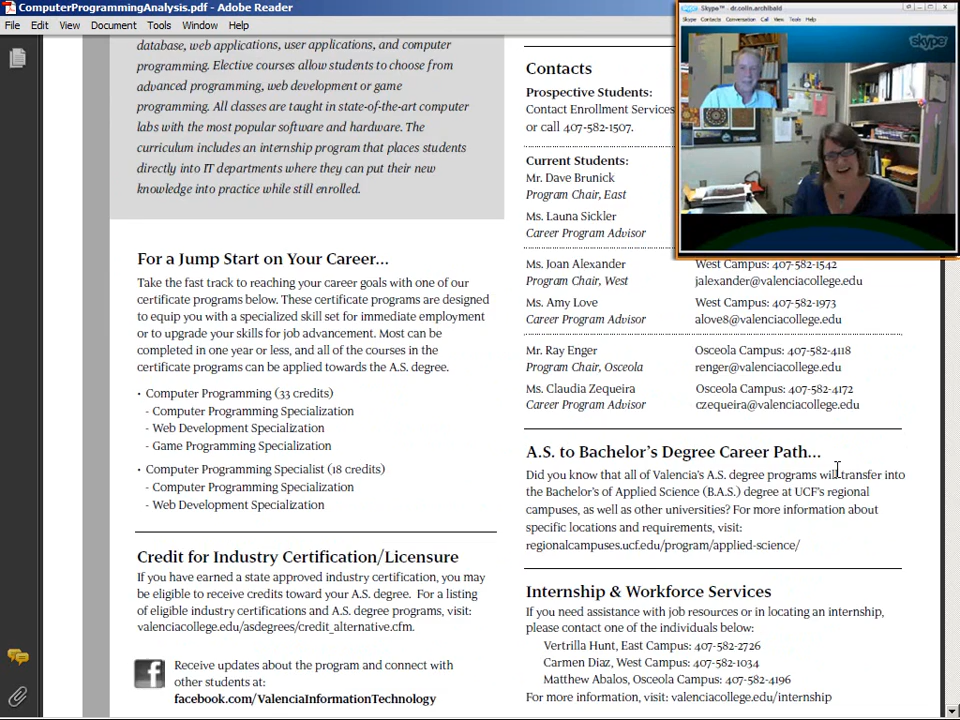 ComputerProgrammingAnalysis.pdf - Adobe Reader
File Edit View Document Tools Window Help
database, web applications, user applications, and computer
programming. Elective courses allow students to choose from
advanced programming, web development or game
programming. All classes are taught in state-of-the-art computer
labs with the most popular software and hardware. The
curriculum includes an internship program that places students
directly into IT departments where they can put their new
knowledge into practice while still enrolled.
For a Jump Start on Your Career...
Take the fast track to reaching your career goals with one of our
certificate programs below. These certificate programs are designed
to equip you with a specialized skill set for immediate employment
or to upgrade your skills for job advancement. Most can be
completed in one year or less, and all of the courses in the
certificate programs can be applied towards the A.S. degree.
• Computer Programming (33 credits)
- Computer Programming Specialization
- Web Development Specialization
- Game Programming Specialization
• Computer Programming Specialist (18 credits)
- Computer Programming Specialization
- Web Development Specialization
Credit for Industry Certification/Licensure
If you have earned a state approved industry certification, you may
be eligible to receive credits toward your A.S. degree. For a listing
of eligible industry certifications and A.S. degree programs, visit:
valenciacollege.edu/asdegrees/credit_alternative.cfm.
Receive updates about the program and connect with
other students at:
facebook.com/ValenciaInformationTechnology
Contacts
Prospective Students:
Contact Enrollment Services
or call 407-582-1507.
Current Students:
Mr. Dave Brunick
Program Chair, East
Ms. Launa Sickler
Career Program Advisor
Ms. Joan Alexander West Campus: 407-582-1542
Program Chair, West jalexander@valenciacollege.edu
Ms. Amy Love West Campus: 407-582-1973
Career Program Advisor alove8@valenciacollege.edu
Mr. Ray Enger Osceola Campus: 407-582-4118
Program Chair, Osceola renger@valenciacollege.edu
Ms. Claudia Zequeira Osceola Campus: 407-582-4172
Career Program Advisor czequeira@valenciacollege.edu
A.S. to Bachelor's Degree Career Path...
Did you know that all of Valencia's A.S. degree programs will transfer into
the Bachelor's of Applied Science (B.A.S.) degree at UCF's regional
campuses, as well as other universities? For more information about
specific locations and requirements, visit:
regionalcampuses.ucf.edu/program/applied-science/
Internship & Workforce Services
If you need assistance with job resources or in locating an internship,
please contact one of the individuals below:
Vertrilla Hunt, East Campus: 407-582-2726
Carmen Diaz, West Campus: 407-582-1034
Matthew Abalos, Osceola Campus: 407-582-4196
For more information, visit: valenciacollege.edu/internship
Skype™ - dr.colin.archibald
Skype Contacts Conversation Call View Tools Help
skype